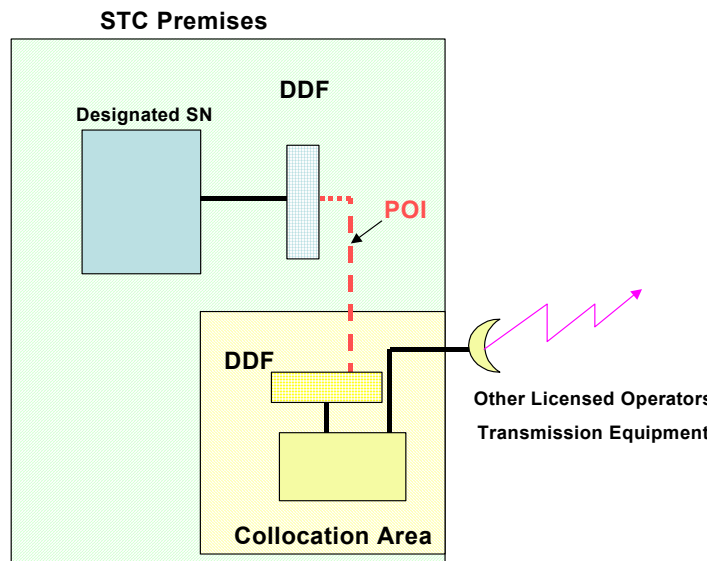 STC Premises
DDF
Designated SN
POI
DDF
Other Licensed Operators
Transmission Equipment
Collocation Area